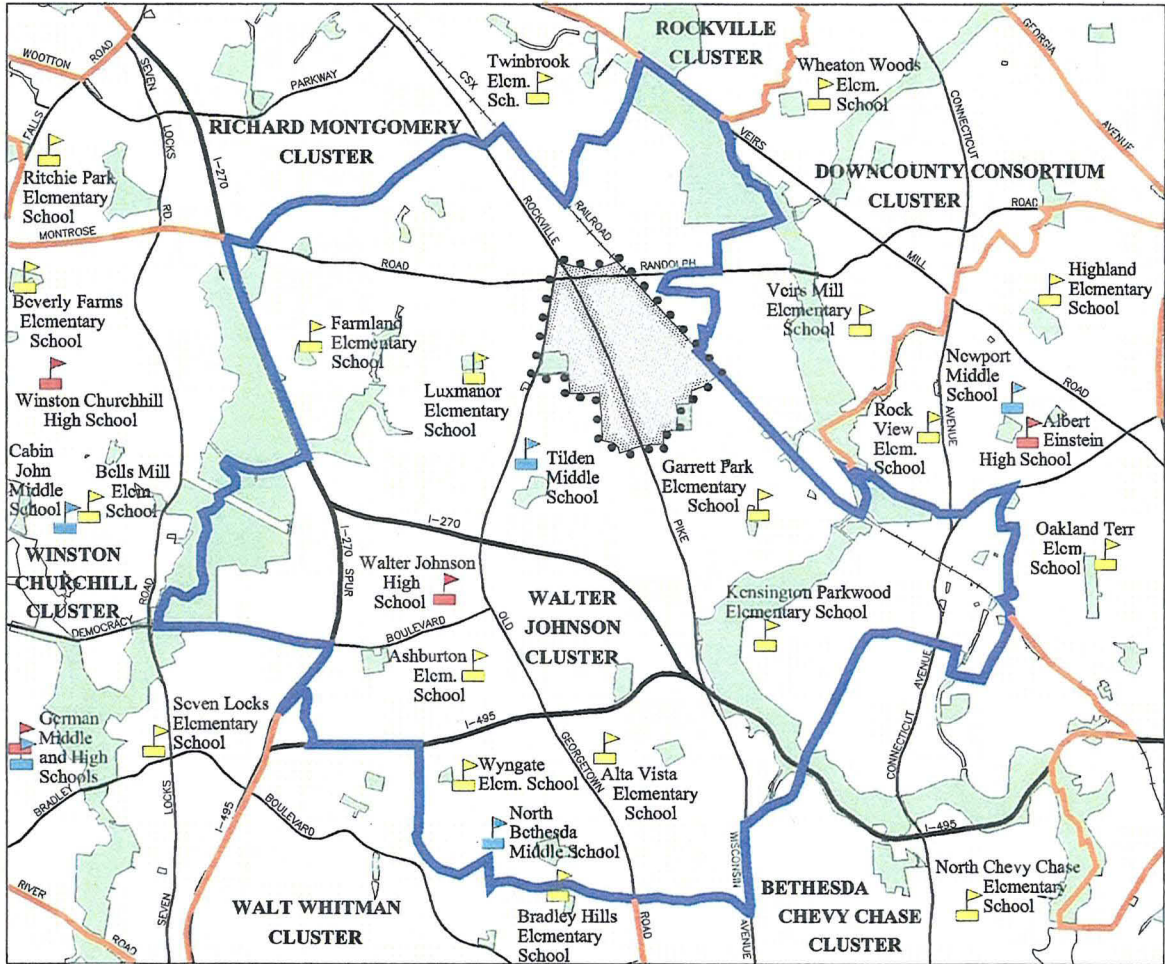 ROCKVILLE
CLUSTER
GEORGIA
AVENUE
WOOTTON
ROAD
SEVEN
LOCKS
RD.
PARKWAY
CSX
Twinbrook
Elcm.
Sch.
Wheaton Woods
Elcm.
School
CONNECTICUT
AVENUE
FALLS
I-270
RICHARD MONTGOMERY
CLUSTER
VEIRS
MILL
ROAD
Ritchie Park
Elementary
School
DOWNCOUNTY CONSORTIUM
CLUSTER
ROAD
MONTROSE
ROAD
ROCKVILLE
PIKE
RAILROAD
RANDOLPH
Beverly Farms
Elementary
School
Farmland
Elementary
School
Luxmanor
Elementary
School
Veirs Mill
Elementary
School
Highland
Elementary
School
Winston Churchhill
High School
Newport
Middle
School
Rock
View
Elem.
School
Albert
Einstein
High School
Cabin
John
Middle
School
Bells Mill
Elcm
School
Tilden
Middle
School
Garrett Park
Elementary
School
I-270
I-270
SPUR
Oakland Terr
Elcm
School
WINSTON
CHURCHILL
CLUSTER
Walter Johnson
High
School
WALTER
JOHNSON
CLUSTER
Kensington Parkwood
Elementary School
DEMOCRACY
ROAD
BOULEVARD
OLD
GEORGETOWN
ROAD
Ashburton
Elem.
School
AVENUE
CONNECTICUT
I-495
German
Middle
and High
Schools
Seven Locks
Elementary
School
BRADLEY
BOULEVARD
LOCKS
SEVEN
I-495
Wyngate
Elcm. School
Alta Vista
Elementary
School
North
Bethesda
Middle School
WISCONSIN
AVENUE
I-495
RIVER
ROAD
WALT WHITMAN
CLUSTER
Bradley Hills
Elementary
School
BETHESDA
CHEVY CHASE
CLUSTER
North Chevy Chase
Elementary
School